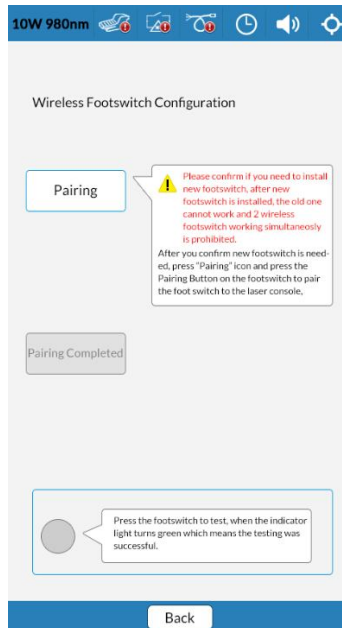 10W 980nm
Wireless Footswitch Configuration
Pairing
Please confirm if you need to install
new footswitch, after new
footswitch is installed, the old one
cannot work and 2 wireless
footswitch working simultaneosly
is prohibited.
After you confirm new footswitch is need-
ed, press "Pairing" icon and press the
Pairing Button on the footswitch to pair
the foot switch to the laser console,
Pairing Completed
Press the footswitch to test, when the indicator
light turns green which means the testing was
successful.
Back